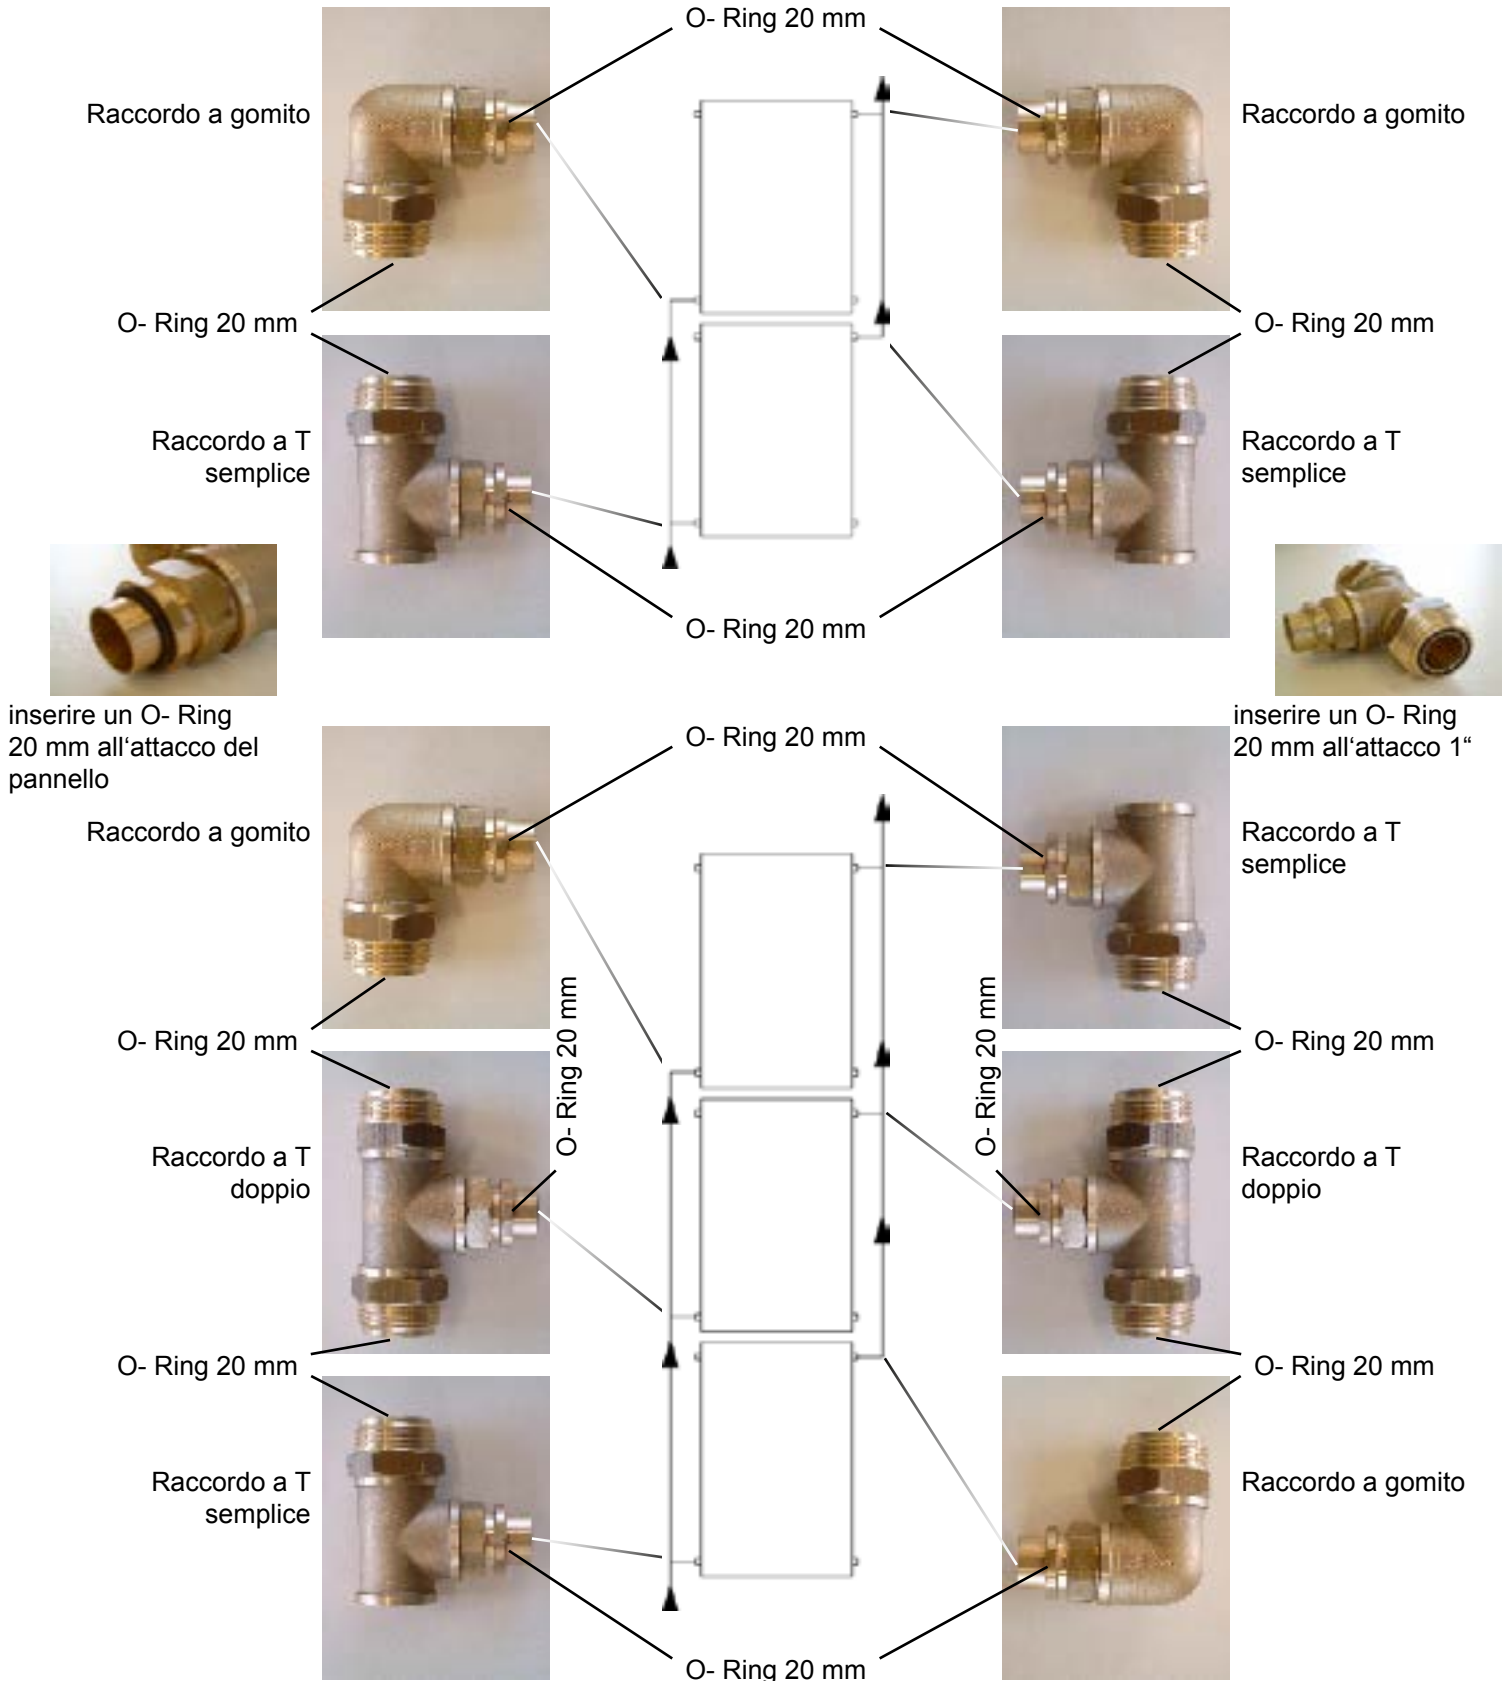 O- Ring 20 mm
Raccordo a gomito
Raccordo a gomito
O- Ring 20 mm
O- Ring 20 mm
Raccordo a T
semplice
Raccordo a T
semplice
O- Ring 20 mm
inserire un O- Ring
20 mm all‘attacco del
pannello
inserire un O- Ring
20 mm all‘attacco 1“
O- Ring 20 mm
Raccordo a gomito
Raccordo a T
semplice
O- Ring 20 mm
O- Ring 20 mm
O- Ring 20 mm
O- Ring 20 mm
Raccordo a T
doppio
Raccordo a T
doppio
O- Ring 20 mm
O- Ring 20 mm
Raccordo a T
semplice
Raccordo a gomito
O- Ring 20 mm